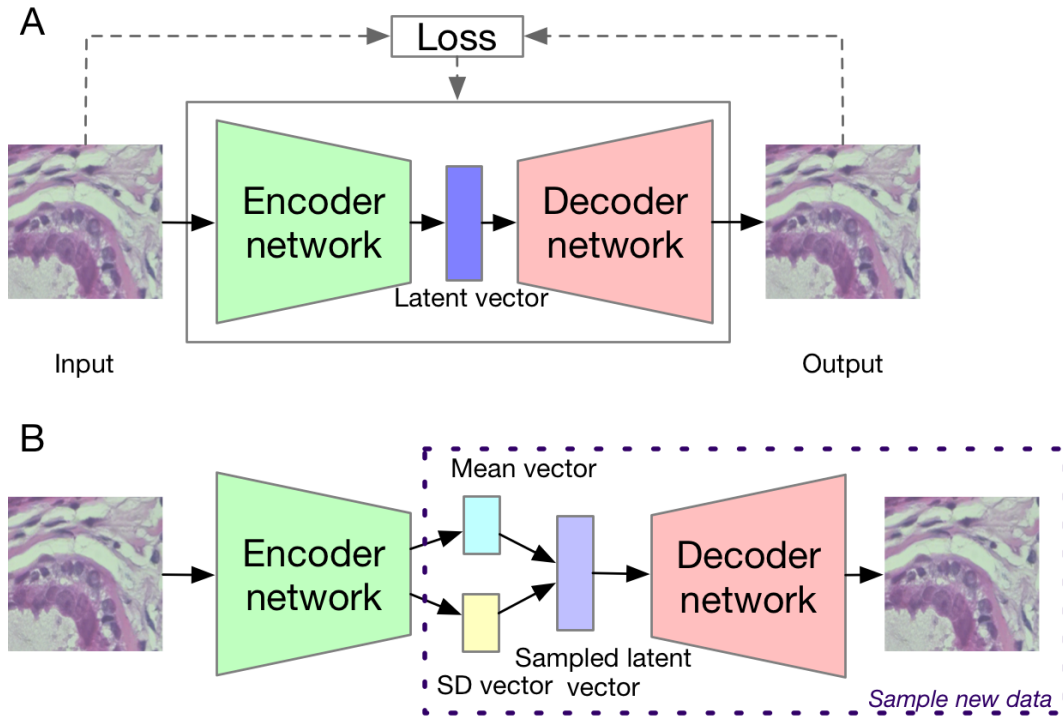 A
Loss
Encoder
network
Decoder
network
Latent vector
Input
Output
B
Mean vector
Encoder
network
Decoder
network
SD vector
Sampled latent
vector
Sample new data